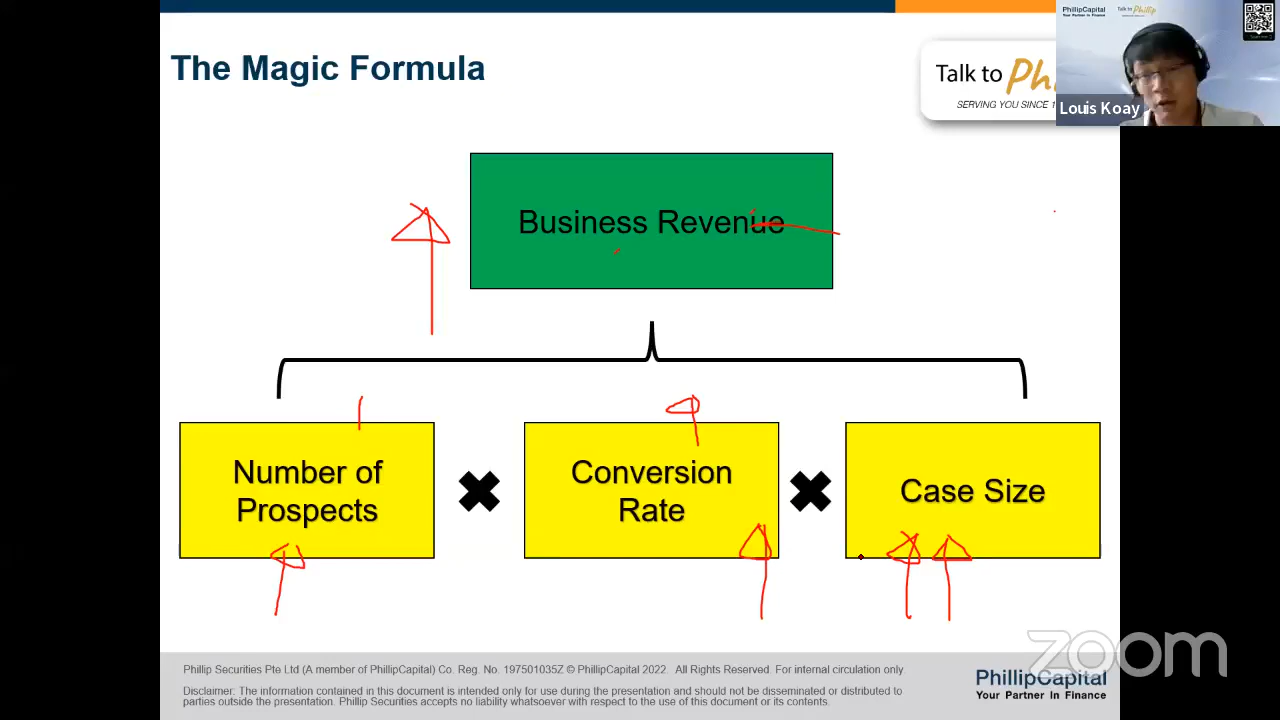 The Magic Formula
Talk to
SERVING YOU SINCE
PhillipCapital
Your Partner In Finance
Talk to Phillip
Louis Koay
Business Revenue
Number of
Prospects
Conversion
Rate
Case Size
zoom
Phillip Securities Pte Ltd (A member of PhillipCapital) Co. Reg. No. 197501035Z © PhillipCapital 2022. All Rights Reserved. For internal circulation only.
Disclaimer: The information contained in this document is intended only for use during the presentation and should not be disseminated or distributed to
parties outside the presentation. Phillip Securities accepts no liability whatsoever with respect to the use of this document or its contents.
PhillipCapital
Your Partner In Finance